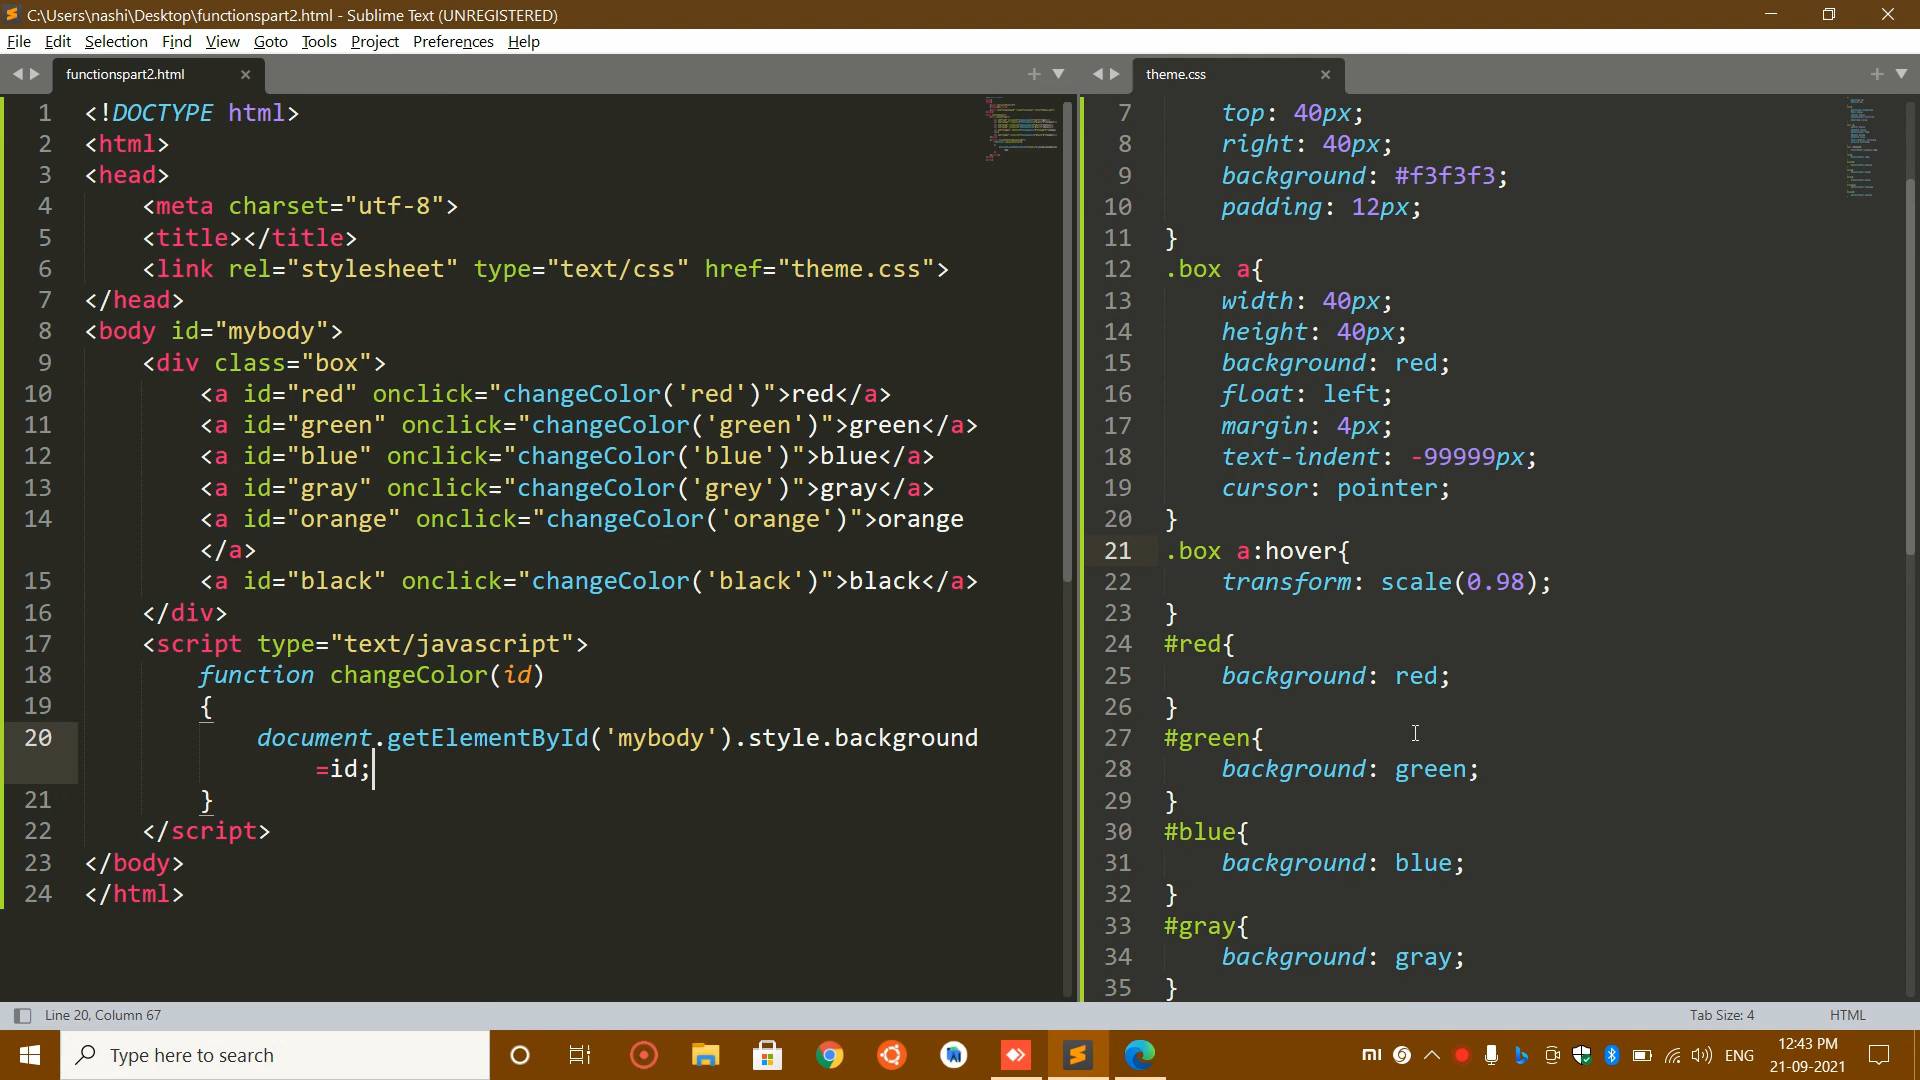 C:\Users\nashi\Desktop\functionspart2.html - Sublime Text (UNREGISTERED)
File Edit Selection Find View Goto Tools Project Preferences Help
functionspart2.html
1 <!DOCTYPE html>
2 <html>
3 <head>
4 <meta charset="utf-8">
5 <title></title>
6 <link rel="stylesheet" type="text/css" href="theme.css">
7 </head>
8 <body id="mybody">
9 <div class="box">
10 <a id="red" onclick="changeColor('red')">red</a>
11 <a id="green" onclick="changeColor('green')">green</a>
12 <a id="blue" onclick="changeColor('blue')">blue</a>
13 <a id="gray" onclick="changeColor('grey')">gray</a>
14 <a id="orange" onclick="changeColor('orange')">orange
</a>
15 <a id="black" onclick="changeColor('black')">black</a>
16 </div>
17 <script type="text/javascript">
18 function changeColor(id)
19 {
20 document.getElementById('mybody').style.background
=id;
21 }
22 </script>
23 </body>
24 </html>
theme.css
7 top: 40px;
8 right: 40px;
9 background: #f3f3f3;
10 padding: 12px;
11 }
12 .box a{
13 width: 40px;
14 height: 40px;
15 background: red;
16 float: left;
17 margin: 4px;
18 text-indent: -99999px;
19 cursor: pointer;
20 }
21 .box a:hover{
22 transform: scale(0.98);
23 }
24 #red{
25 background: red;
26 }
27 #green{
28 background: green;
29 }
30 #blue{
31 background: blue;
32 }
33 #gray{
34 background: gray;
35 }
Line 20, Column 67
Tab Size: 4
HTML
Type here to search
ENG
12:43 PM
21-09-2021